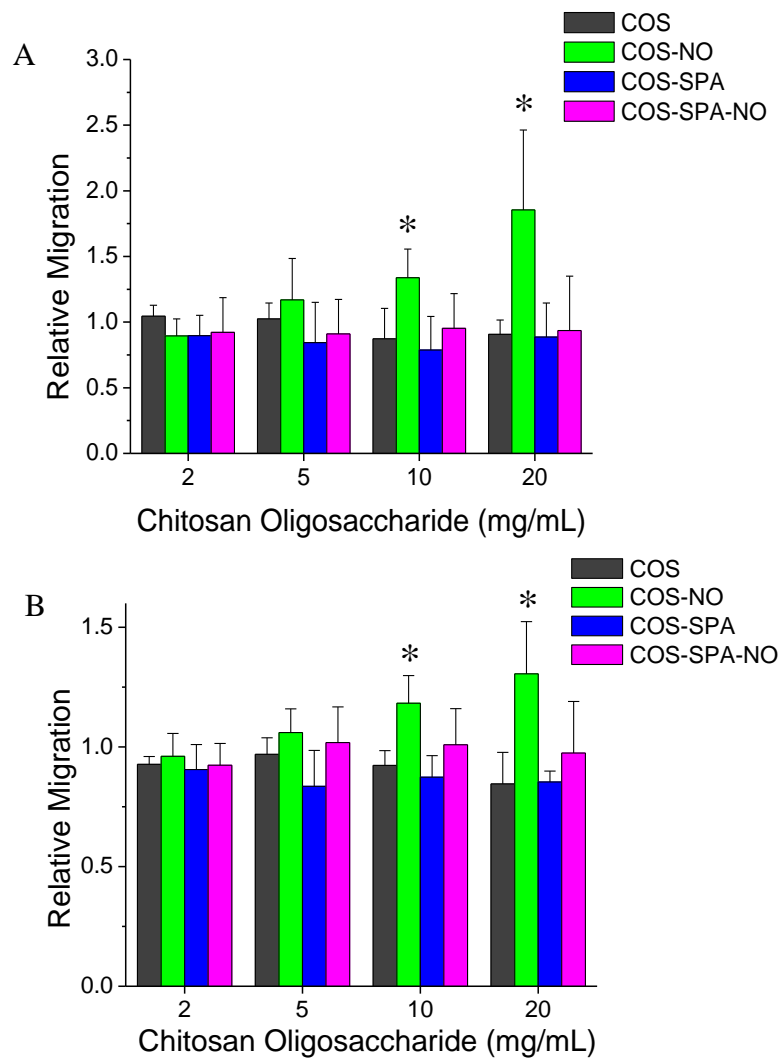 A
COS
COS-NO
COS-SPA
COS-SPA-NO
3.0
2.5
2.0
1.5
1.0
0.5
0.0
Relative Migration
*
*
2 5 10 20
Chitosan Oligosaccharide (mg/mL)
B
COS
COS-NO
COS-SPA
COS-SPA-NO
1.5
1.0
0.5
0.0
Relative Migration
*
*
2 5 10 20
Chitosan Oligosaccharide (mg/mL)